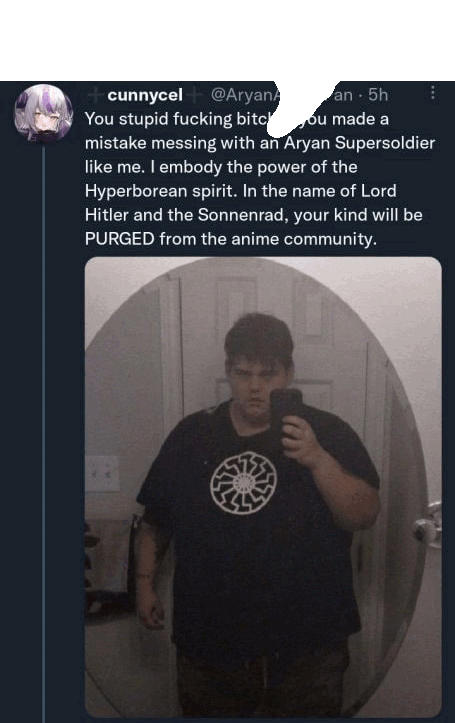 cunnycel @Aryan an · 5h
You stupid fucking bitch you made a
mistake messing with an Aryan Supersoldier
like me. I embody the power of the
Hyperborean spirit. In the name of Lord
Hitler and the Sonnenrad, your kind will be
PURGED from the anime community.